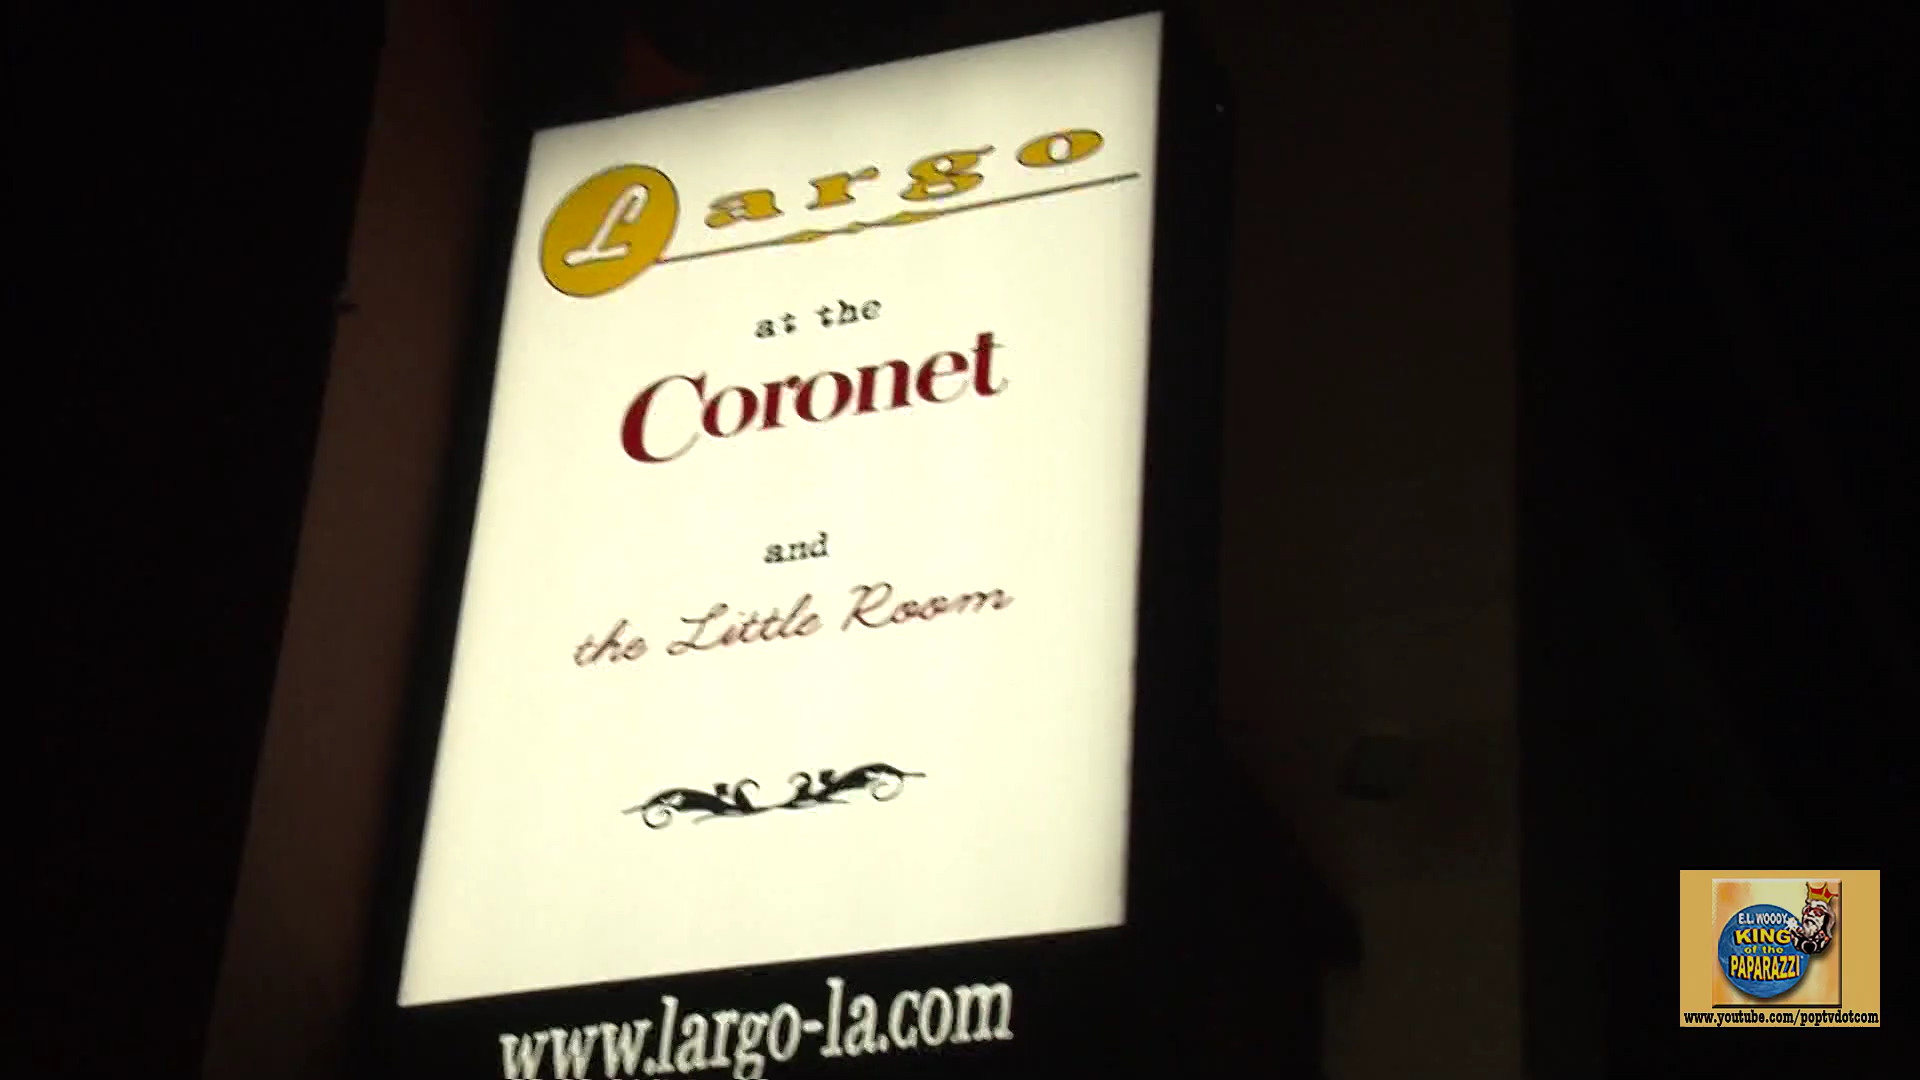 Largo
at the
Coronet
and
the Little Room
www.largo-la.com
E.L. WOODY
KING
of the
PAPARAZZI
www.youtube.com/poptvdotcom